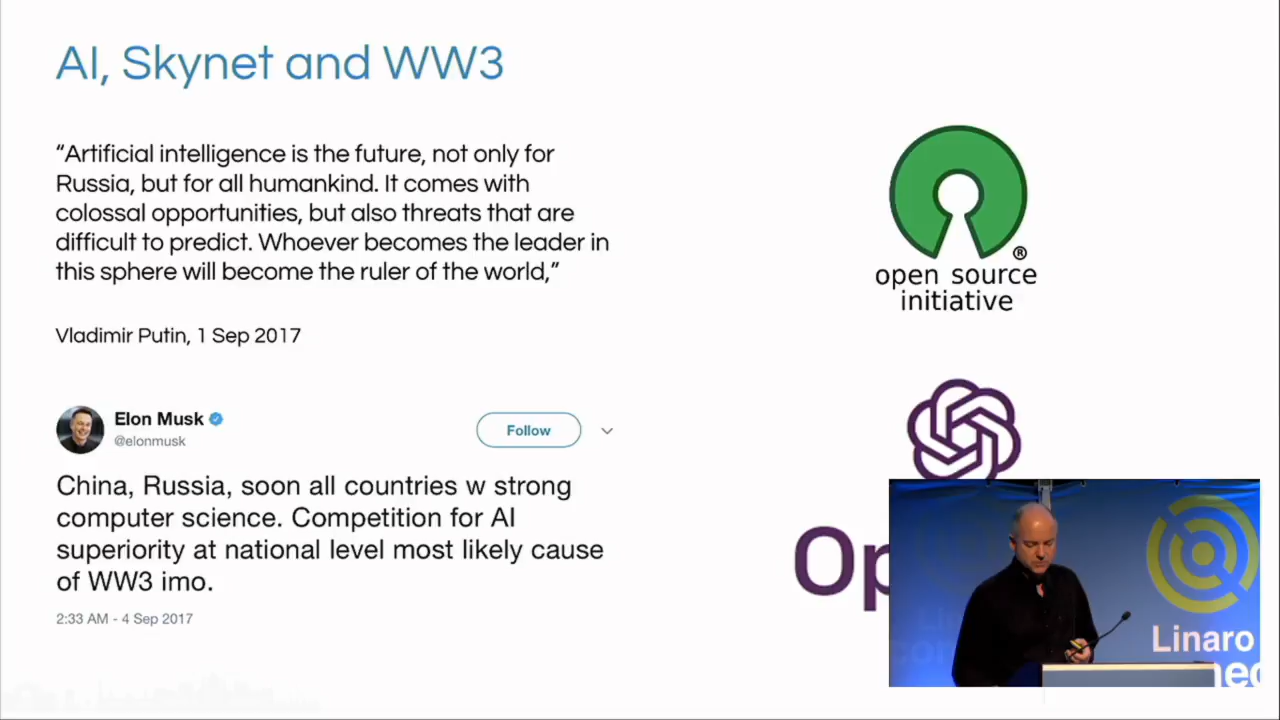 AI, Skynet and WW3
“Artificial intelligence is the future, not only for
Russia, but for all humankind. It comes with
colossal opportunities, but also threats that are
difficult to predict. Whoever becomes the leader in
this sphere will become the ruler of the world,”
Vladimir Putin, 1 Sep 2017
Elon Musk
@elonmusk
Follow
China, Russia, soon all countries w strong
computer science. Competition for AI
superiority at national level most likely cause
of WW3 imo.
2:33 AM - 4 Sep 2017
®
open source
initiative
Op
Linaro